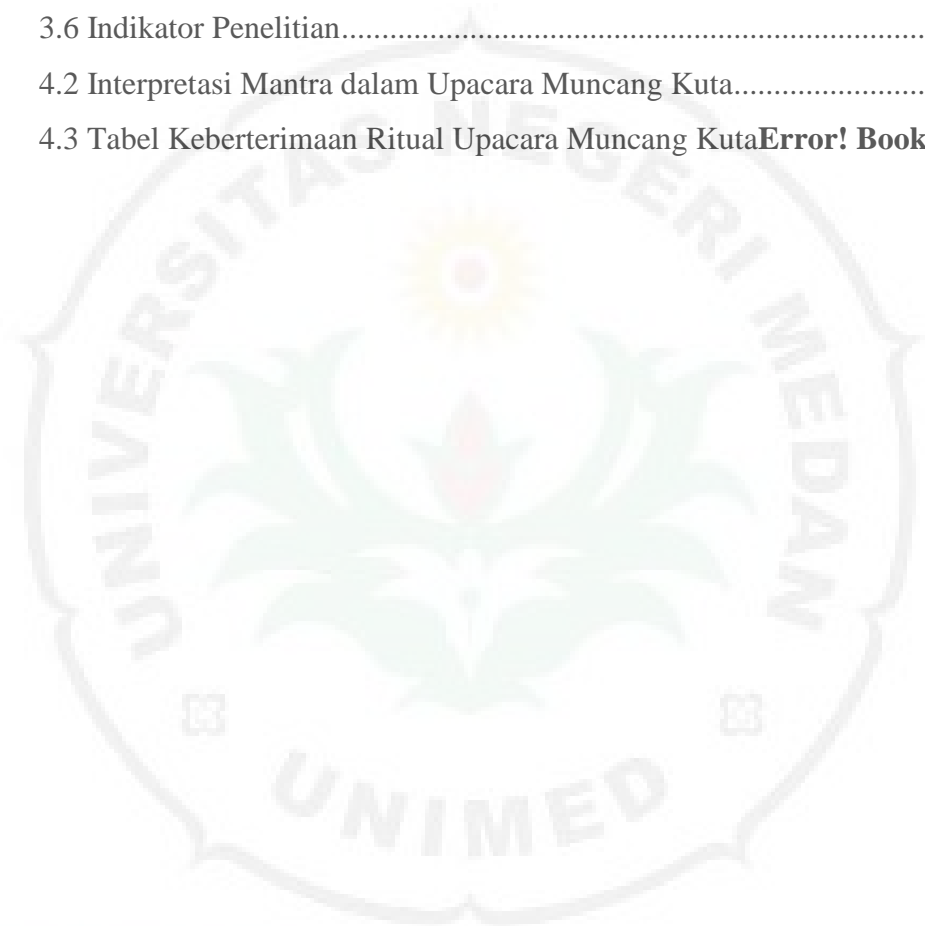 3.6 Indikator Penelitian........................................................................
4.2 Interpretasi Mantra dalam Upacara Muncang Kuta........................
4.3 Tabel Keberterimaan Ritual Upacara Muncang KutaError! Book
UNIVERSITAS NEGERI MEDAN
UNIMED